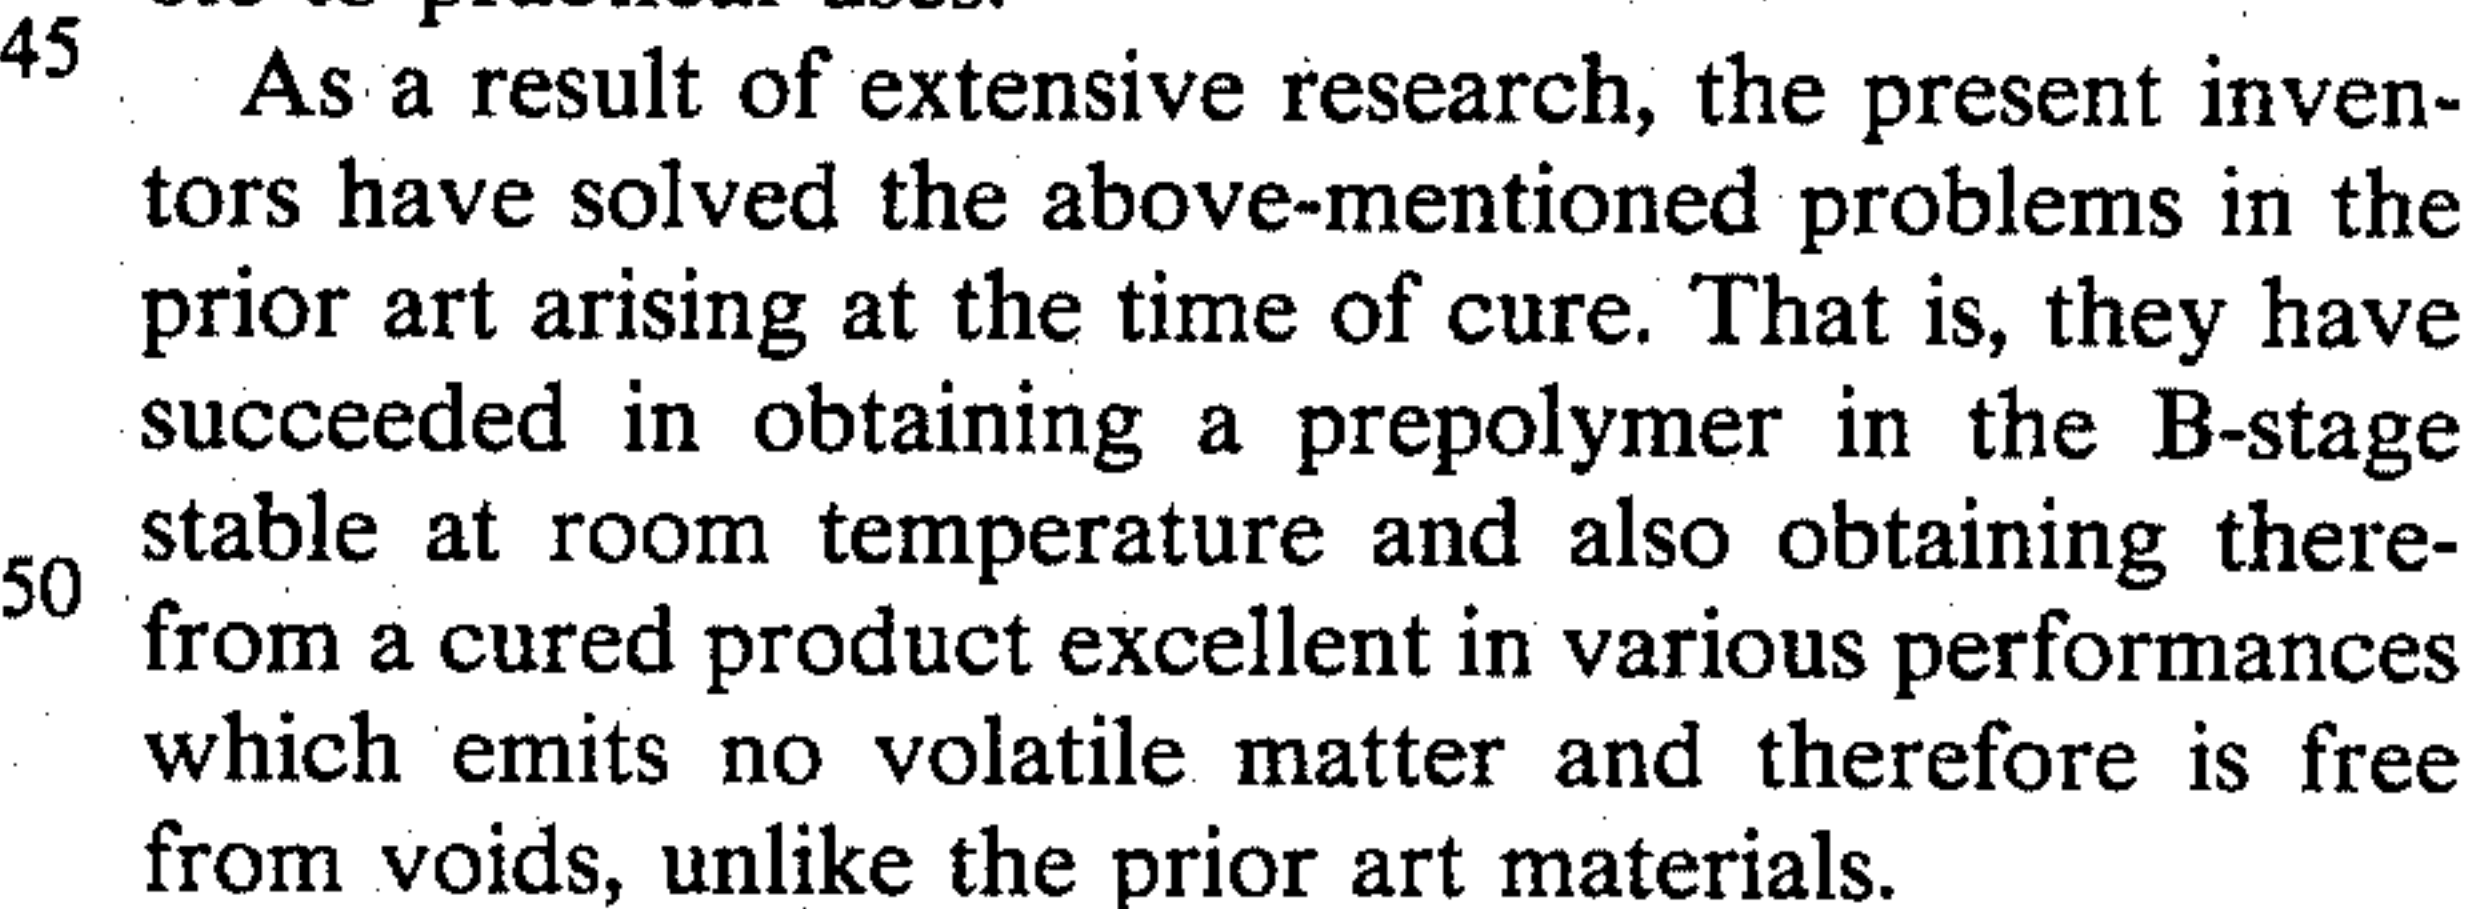 45
As a result of extensive research, the present inven-
tors have solved the above-mentioned problems in the
prior art arising at the time of cure. That is, they have
succeeded in obtaining a prepolymer in the B-stage
stable at room temperature and also obtaining there-
50
from a cured product excellent in various performances
which emits no volatile matter and therefore is free
from voids, unlike the prior art materials.